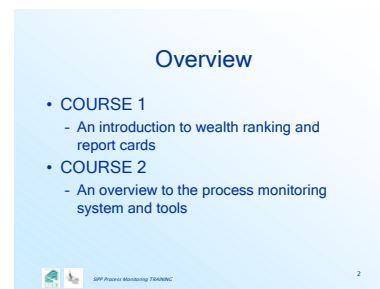 Overview
• COURSE 1
– An introduction to wealth ranking and
report cards
• COURSE 2
– An overview to the process monitoring
system and tools
SIPP Process Monitoring TRAINING
2